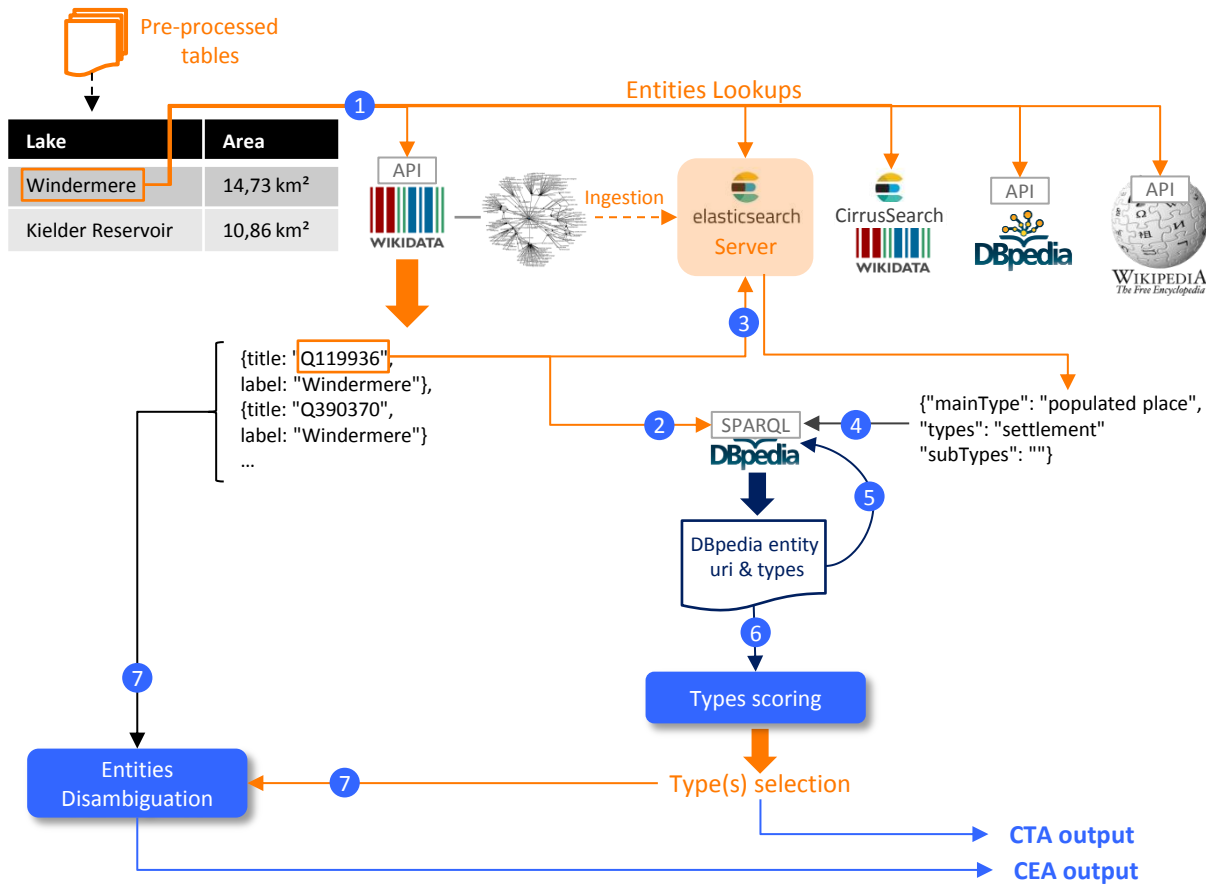 Pre-processed
tables
1
Entities Lookups
Lake Area
Windermere 14,73 km²
Kielder Reservoir 10,86 km²
API
WIKIDATA
Ingestion
elasticsearch
Server
CirrusSearch
WIKIDATA
API
DBpedia
API
WIKIPEDIA
The Free Encyclopedia
3
{title: "Q119936",
label: "Windermere"},
{title: "Q390370",
label: "Windermere"}
...
2
SPARQL
DBpedia
4
{"mainType": "populated place",
"types": "settlement"
"subTypes": ""}
5
DBpedia entity
uri & types
6
7
Types scoring
Entities
Disambiguation
7
Type(s) selection
CTA output
CEA output